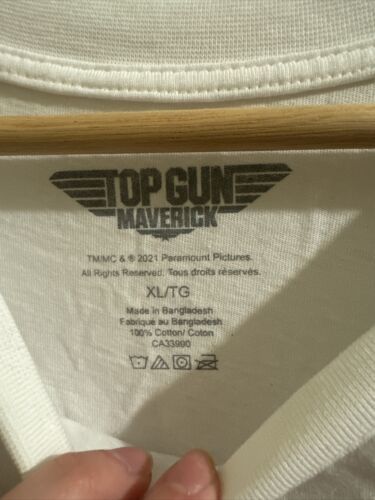 TOP GUN
MAVERICK
TM/MC & ® 2021 Paramount Pictures.
All Rights Reserved. Tous droits réservés.
XL/TG
Made in Bangladesh
Fabriqué au Bangladesh
100% Cotton/ Coton
CA33990